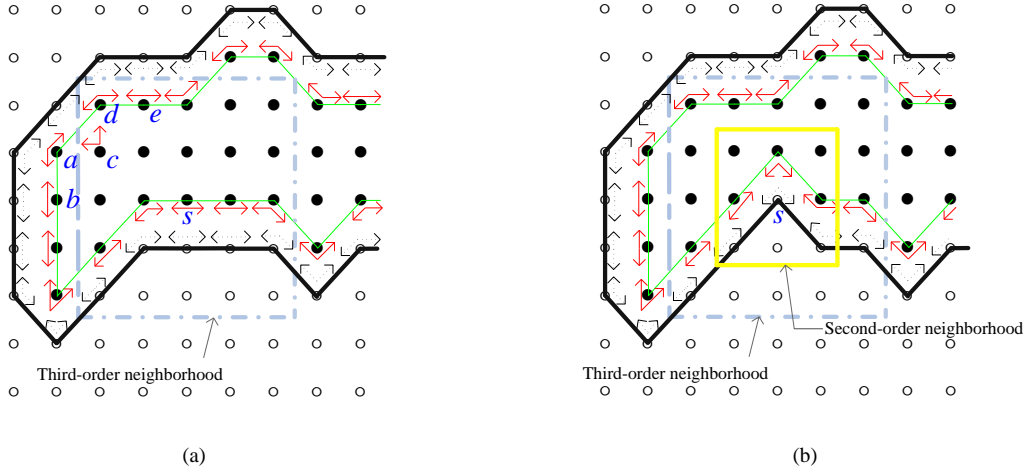 d
e
a
c
b
s
Third-order neighborhood
(a)
s
Second-order neighborhood
Third-order neighborhood
(b)